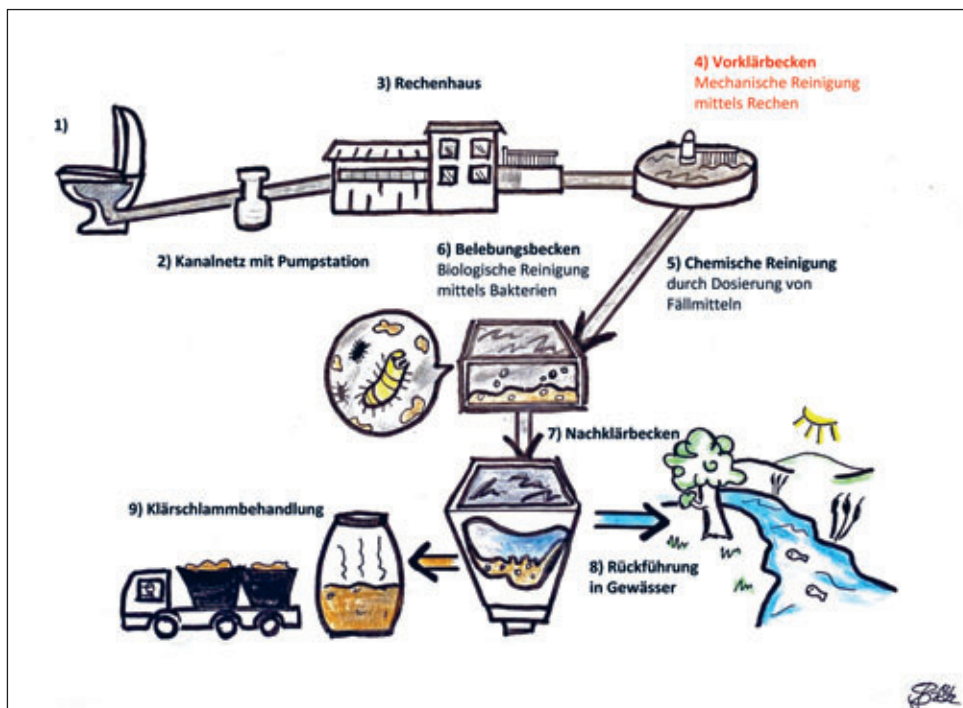 1)
2) Kanalnetz mit Pumpstation
3) Rechenhaus
4) Vorklärbecken
Mechanische Reinigung
mittels Rechen
5) Chemische Reinigung
durch Dosierung von
Fällmitteln
6) Belebungsbecken
Biologische Reinigung
mittels Bakterien
7) Nachklärbecken
8) Rückführung
in Gewässer
9) Klärschlammbehandlung